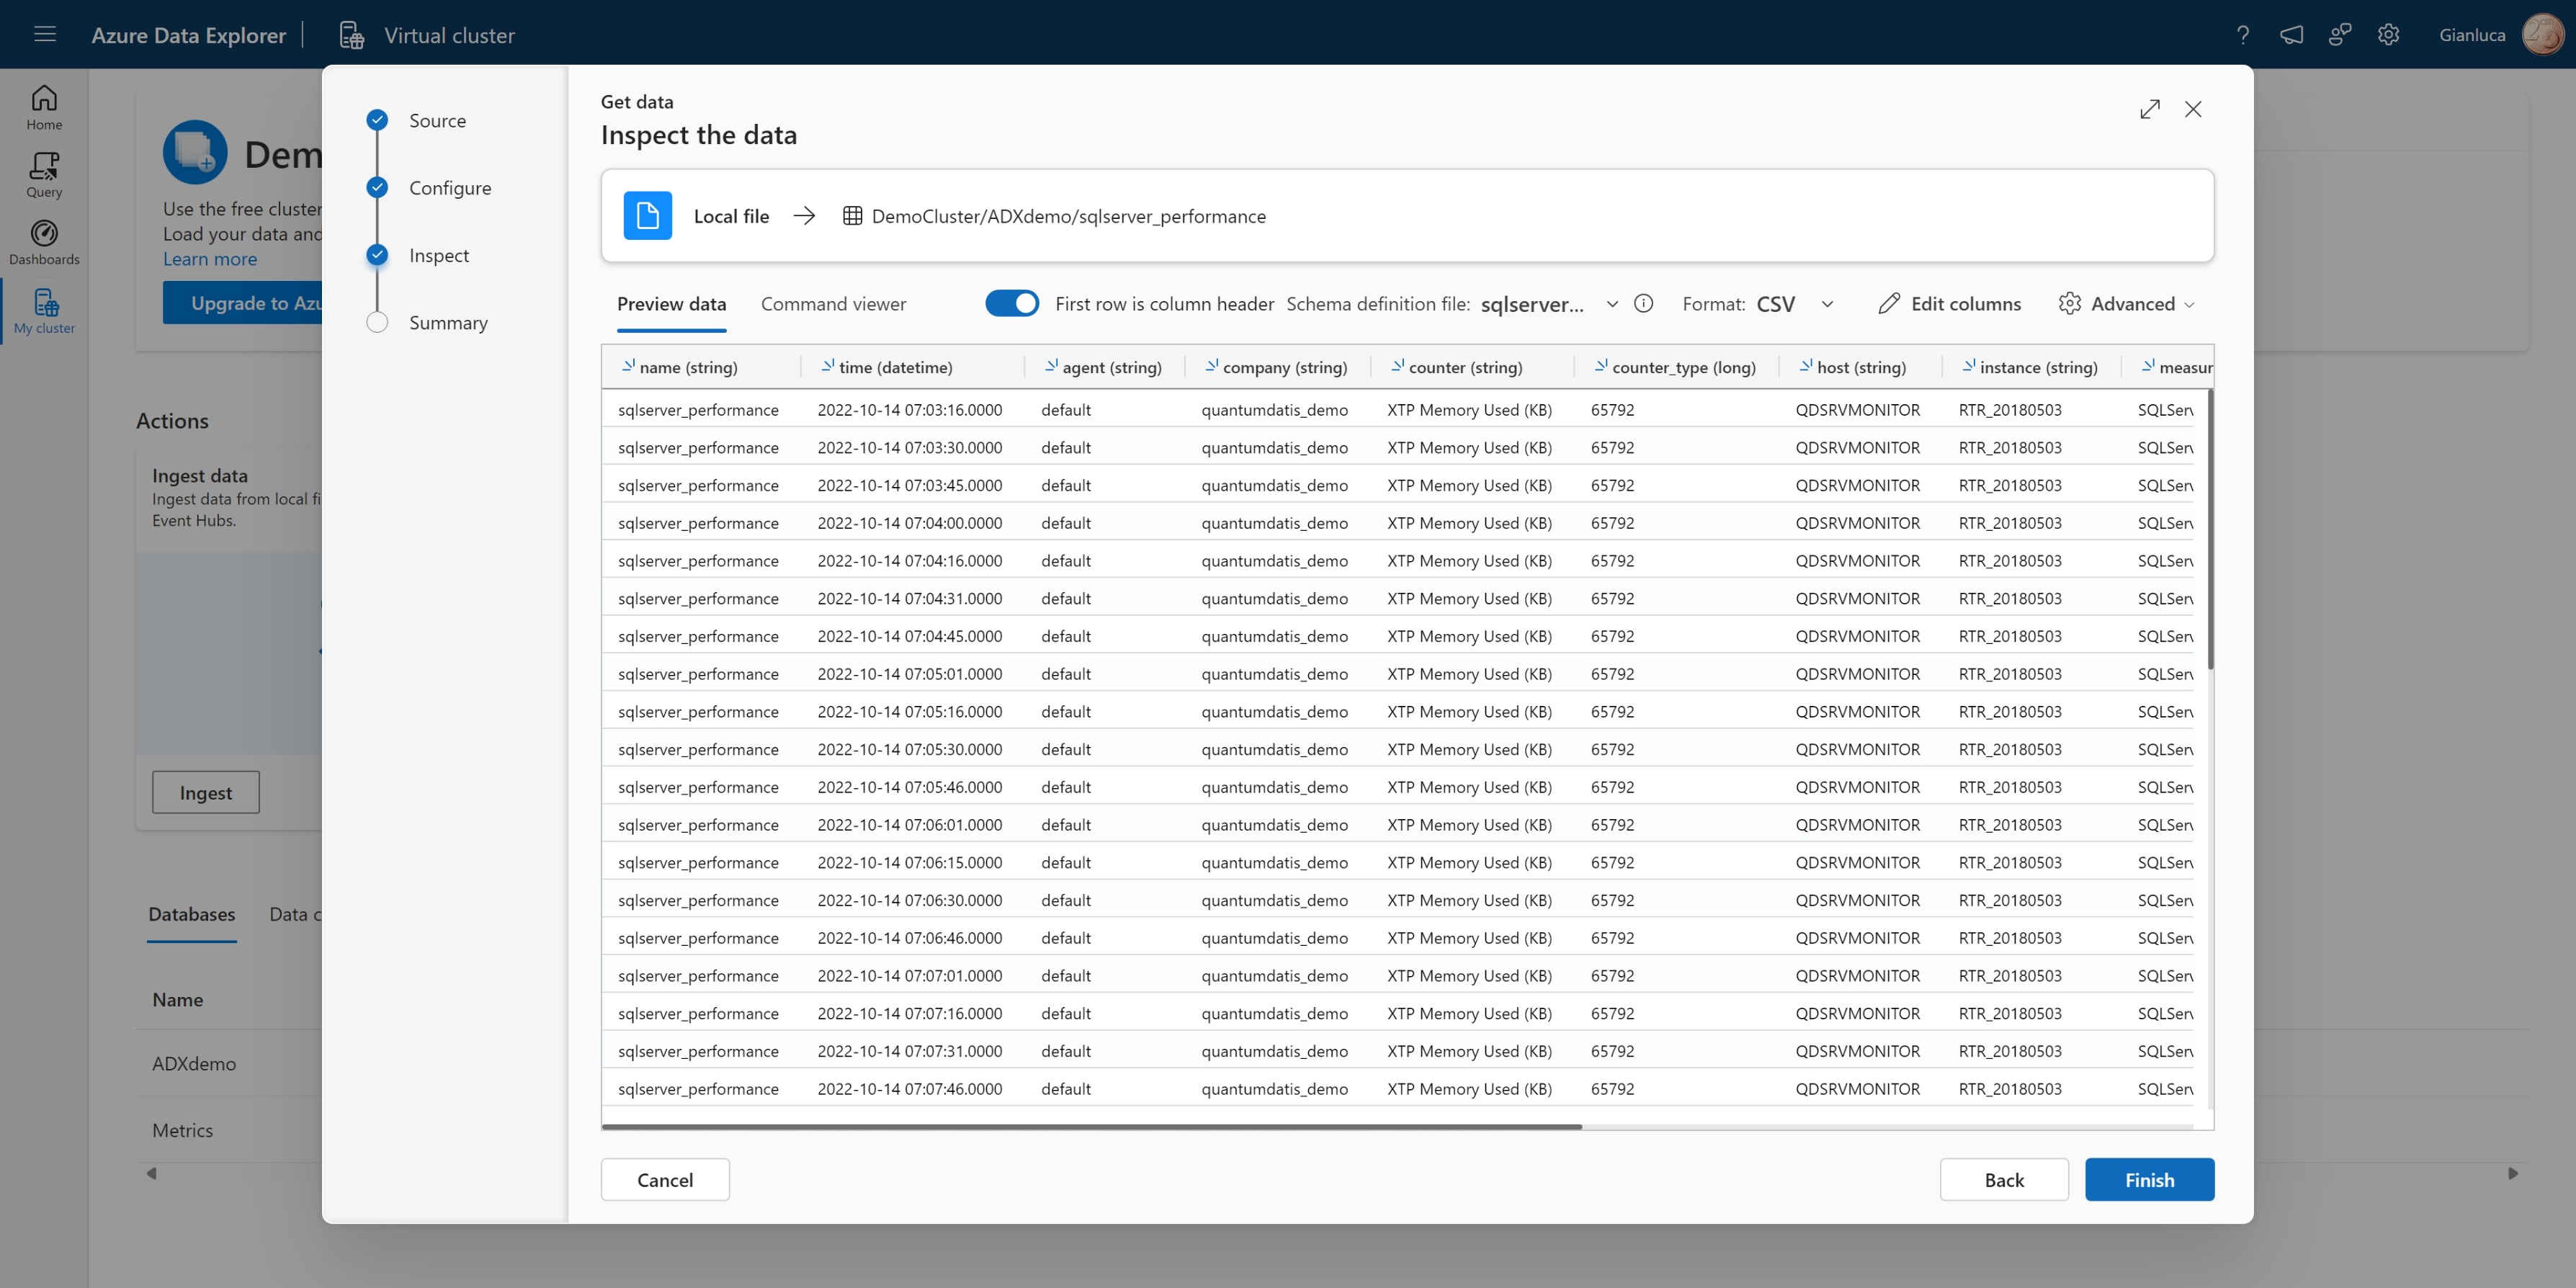 Azure Data Explorer
Virtual cluster
Gianluca
Home
Query
Dashboards
My cluster
Dem
Use the free cluster
Load your data and
Learn more
Upgrade to Azu
Actions
Ingest data
Ingest data from local fi
Event Hubs.
Ingest
Databases Data c
Name
ADXdemo
Metrics
Source
Configure
Inspect
Summary
Get data
Inspect the data
Local file DemoCluster/ADXdemo/sqlserver_performance
Preview data Command viewer First row is column header Schema definition file: sqlserver... Format: CSV Edit columns Advanced
name (string) time (datetime) agent (string) company (string) counter (string) counter_type (long) host (string) instance (string) measur
sqlserver_performance 2022-10-14 07:03:16.0000 default quantumdatis_demo XTP Memory Used (KB) 65792 QDSRVMONITOR RTR_20180503 SQLServ
sqlserver_performance 2022-10-14 07:03:30.0000 default quantumdatis_demo XTP Memory Used (KB) 65792 QDSRVMONITOR RTR_20180503 SQLServ
sqlserver_performance 2022-10-14 07:03:45.0000 default quantumdatis_demo XTP Memory Used (KB) 65792 QDSRVMONITOR RTR_20180503 SQLServ
sqlserver_performance 2022-10-14 07:04:00.0000 default quantumdatis_demo XTP Memory Used (KB) 65792 QDSRVMONITOR RTR_20180503 SQLServ
sqlserver_performance 2022-10-14 07:04:16.0000 default quantumdatis_demo XTP Memory Used (KB) 65792 QDSRVMONITOR RTR_20180503 SQLServ
sqlserver_performance 2022-10-14 07:04:31.0000 default quantumdatis_demo XTP Memory Used (KB) 65792 QDSRVMONITOR RTR_20180503 SQLServ
sqlserver_performance 2022-10-14 07:04:45.0000 default quantumdatis_demo XTP Memory Used (KB) 65792 QDSRVMONITOR RTR_20180503 SQLServ
sqlserver_performance 2022-10-14 07:05:01.0000 default quantumdatis_demo XTP Memory Used (KB) 65792 QDSRVMONITOR RTR_20180503 SQLServ
sqlserver_performance 2022-10-14 07:05:16.0000 default quantumdatis_demo XTP Memory Used (KB) 65792 QDSRVMONITOR RTR_20180503 SQLServ
sqlserver_performance 2022-10-14 07:05:30.0000 default quantumdatis_demo XTP Memory Used (KB) 65792 QDSRVMONITOR RTR_20180503 SQLServ
sqlserver_performance 2022-10-14 07:05:46.0000 default quantumdatis_demo XTP Memory Used (KB) 65792 QDSRVMONITOR RTR_20180503 SQLServ
sqlserver_performance 2022-10-14 07:06:01.0000 default quantumdatis_demo XTP Memory Used (KB) 65792 QDSRVMONITOR RTR_20180503 SQLServ
sqlserver_performance 2022-10-14 07:06:15.0000 default quantumdatis_demo XTP Memory Used (KB) 65792 QDSRVMONITOR RTR_20180503 SQLServ
sqlserver_performance 2022-10-14 07:06:30.0000 default quantumdatis_demo XTP Memory Used (KB) 65792 QDSRVMONITOR RTR_20180503 SQLServ
sqlserver_performance 2022-10-14 07:06:46.0000 default quantumdatis_demo XTP Memory Used (KB) 65792 QDSRVMONITOR RTR_20180503 SQLServ
sqlserver_performance 2022-10-14 07:07:01.0000 default quantumdatis_demo XTP Memory Used (KB) 65792 QDSRVMONITOR RTR_20180503 SQLServ
sqlserver_performance 2022-10-14 07:07:16.0000 default quantumdatis_demo XTP Memory Used (KB) 65792 QDSRVMONITOR RTR_20180503 SQLServ
sqlserver_performance 2022-10-14 07:07:31.0000 default quantumdatis_demo XTP Memory Used (KB) 65792 QDSRVMONITOR RTR_20180503 SQLServ
sqlserver_performance 2022-10-14 07:07:46.0000 default quantumdatis_demo XTP Memory Used (KB) 65792 QDSRVMONITOR RTR_20180503 SQLServ
Cancel Back Finish